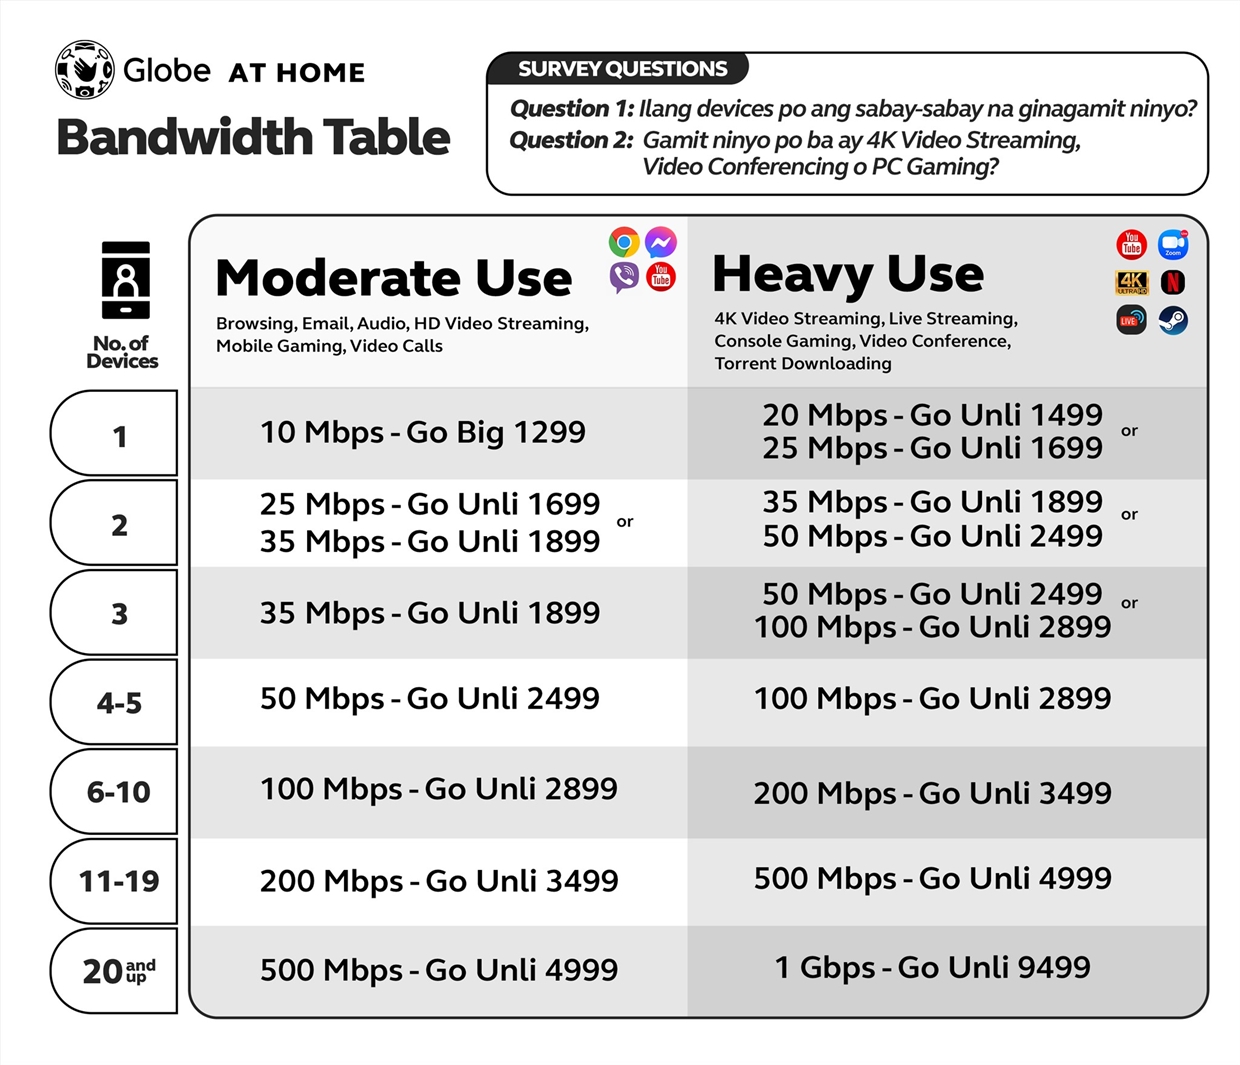 Globe AT HOME
Bandwidth Table
SURVEY QUESTIONS
Question 1: Ilang devices po ang sabay-sabay na ginagamit ninyo?
Question 2: Gamit ninyo po ba ay 4K Video Streaming,
Video Conferencing o PC Gaming?
No. of
Devices
Moderate Use
Browsing, Email, Audio, HD Video Streaming,
Mobile Gaming, Video Calls
You
Tube
Heavy Use
4K Video Streaming, Live Streaming,
Console Gaming, Video Conference,
Torrent Downloading
You
Tube
Zoom
4K
ULTRA HD
N
LIVE
1
10 Mbps - Go Big 1299
20 Mbps - Go Unli 1499
or
25 Mbps - Go Unli 1699
2
25 Mbps - Go Unli 1699
or
35 Mbps - Go Unli 1899
35 Mbps - Go Unli 1899
or
50 Mbps - Go Unli 2499
3
35 Mbps - Go Unli 1899
50 Mbps - Go Unli 2499
or
100 Mbps - Go Unli 2899
4-5
50 Mbps - Go Unli 2499
100 Mbps - Go Unli 2899
6-10
100 Mbps - Go Unli 2899
200 Mbps - Go Unli 3499
11-19
200 Mbps - Go Unli 3499
500 Mbps - Go Unli 4999
20 and up
500 Mbps - Go Unli 4999
1 Gbps - Go Unli 9499